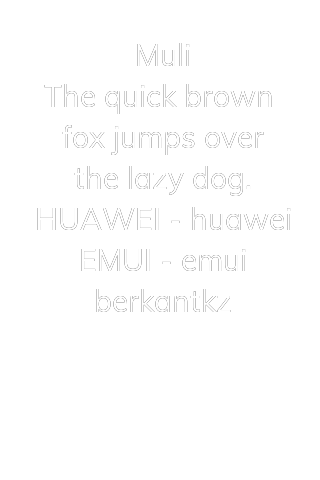 Muli
The quick brown
fox jumps over
the lazy dog.
HUAWEI - huawei
EMUI - emui
berkantkz